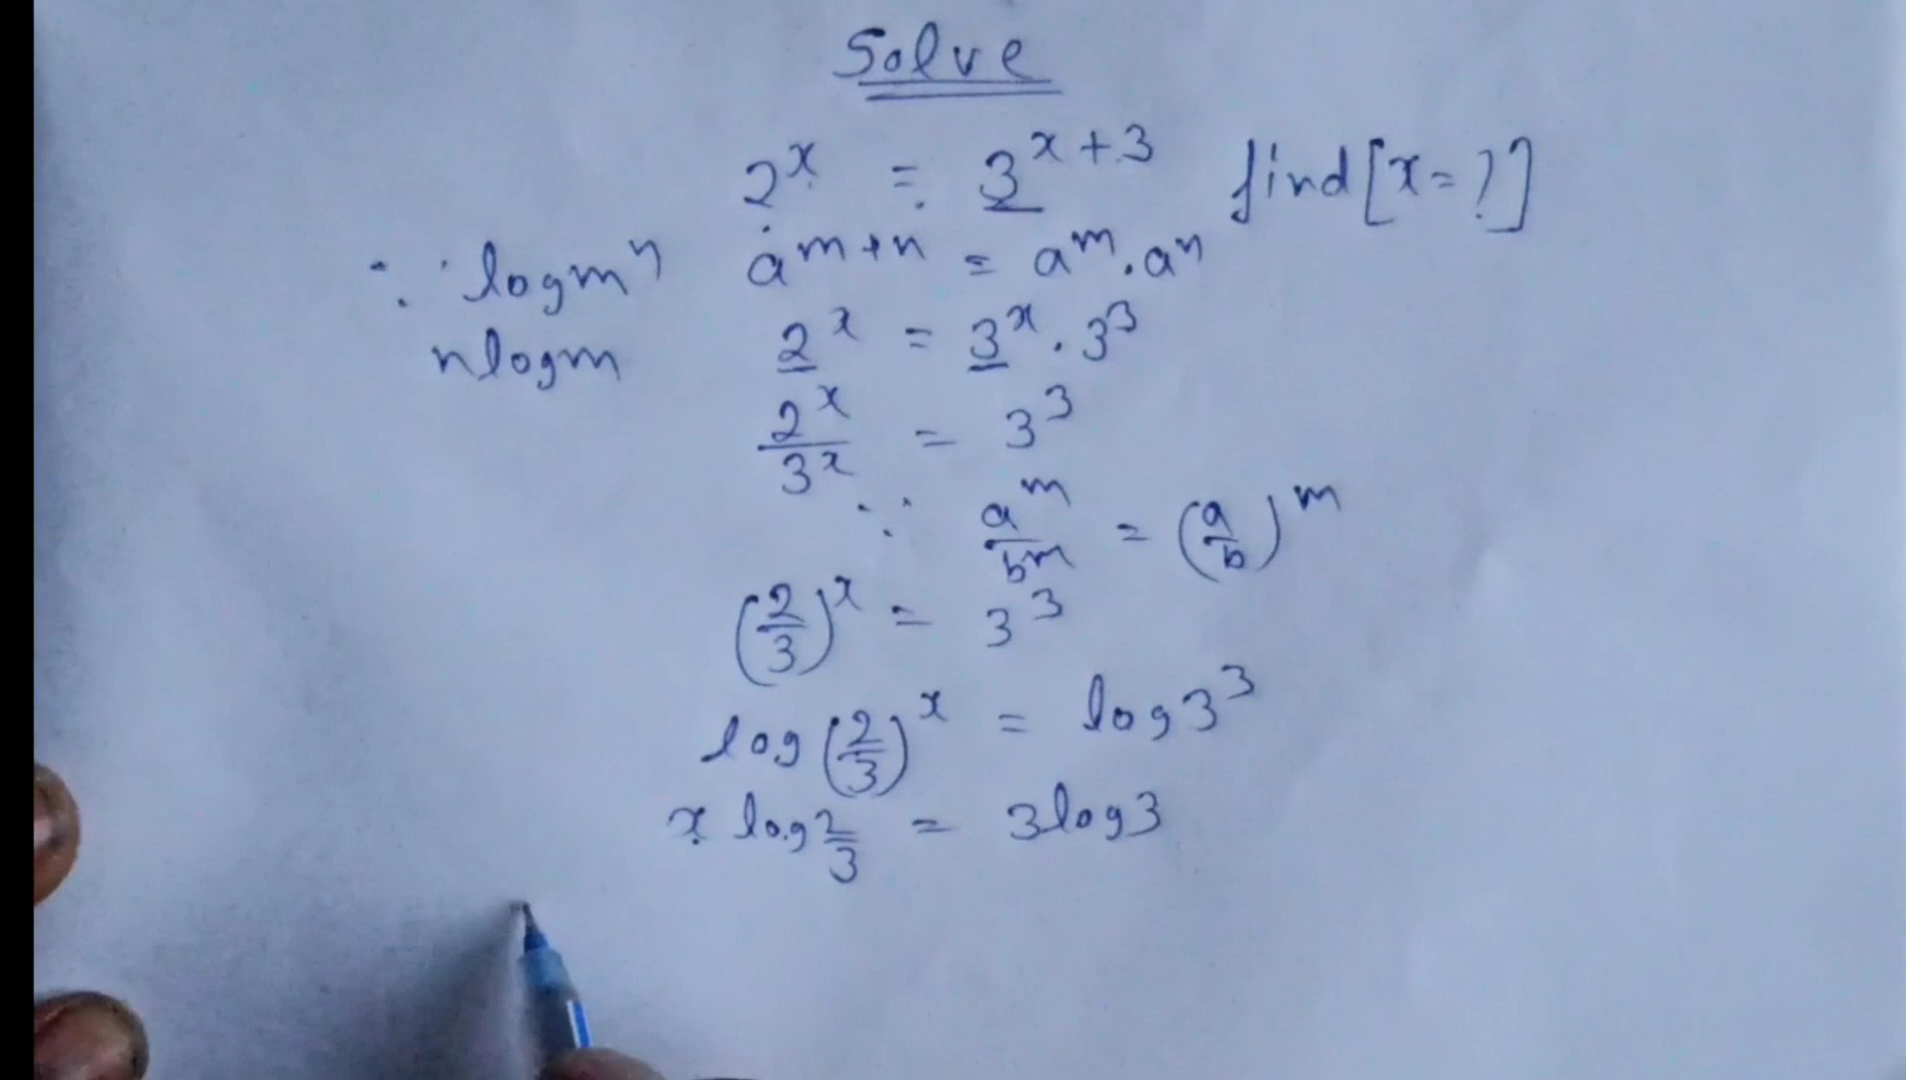 Solve
2^x = 3^x+3 find [x=?]
∵ log m^n a^m+n = a^m . a^n
n log m 2^x = 3^x . 3^3
2^x/3^x = 3^3
∵ a^m/b^m = (a/b)^m
(2/3)^x = 3^3
log (2/3)^x = log 3^3
x log 2/3 = 3 log 3